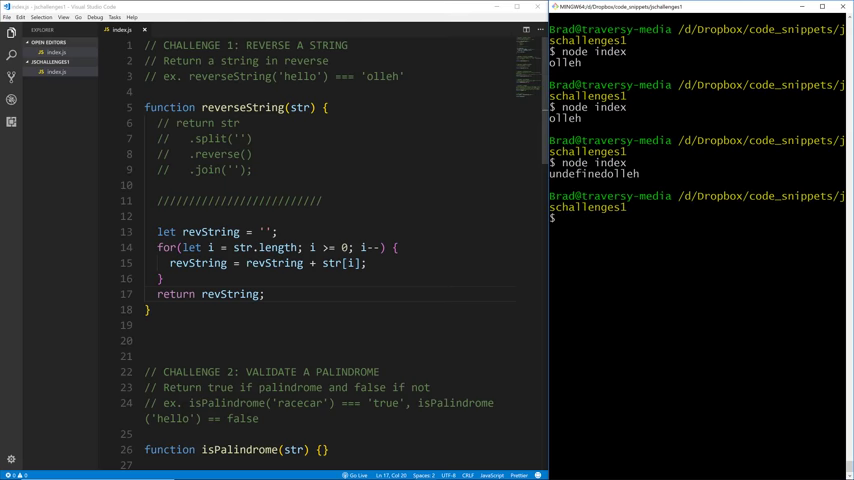 index.js - jschallenges1 - Visual Studio Code
File Edit Selection View Go Debug Tasks Help
EXPLORER
OPEN EDITORS
index.js
JSCHALLENGES1
index.js
index.js
1 // CHALLENGE 1: REVERSE A STRING
2 // Return a string in reverse
3 // ex. reverseString('hello') === 'olleh'
4
5 function reverseString(str) {
6 // return str
7 //   .split('')
8 //   .reverse()
9 //   .join('');
10
11 //////////////////////////
12
13 let revString = '';
14 for(let i = str.length; i >= 0; i--) {
15 revString = revString + str[i];
16 }
17 return revString;
18 }
19
20
21
22 // CHALLENGE 2: VALIDATE A PALINDROME
23 // Return true if palindrome and false if not
24 // ex. isPalindrome('racecar') === 'true', isPalindrome
('hello') == false
25
26 function isPalindrome(str) {}
27
0 0
Go Live Ln 17, Col 20 Spaces: 2 UTF-8 CRLF JavaScript Prettier
MINGW64:/d/Dropbox/code_snippets/jschallenges1
Brad@traversy-media /d/Dropbox/code_snippets/j
schallenges1
$ node index
olleh
Brad@traversy-media /d/Dropbox/code_snippets/j
schallenges1
$ node index
olleh
Brad@traversy-media /d/Dropbox/code_snippets/j
schallenges1
$ node index
undefinedolleh
Brad@traversy-media /d/Dropbox/code_snippets/j
schallenges1
$